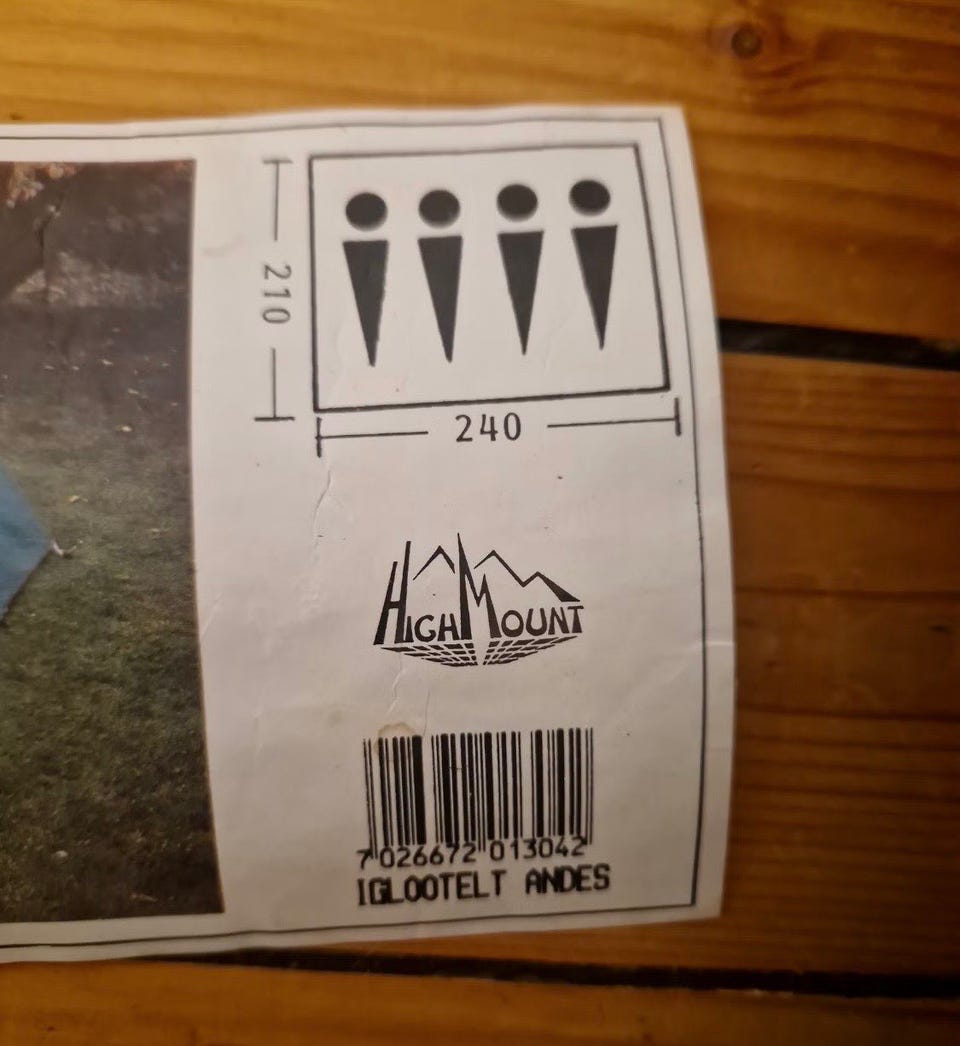 210
240
HIGHMOUNT
7 026672 013042
IGLOOTELT ANDES